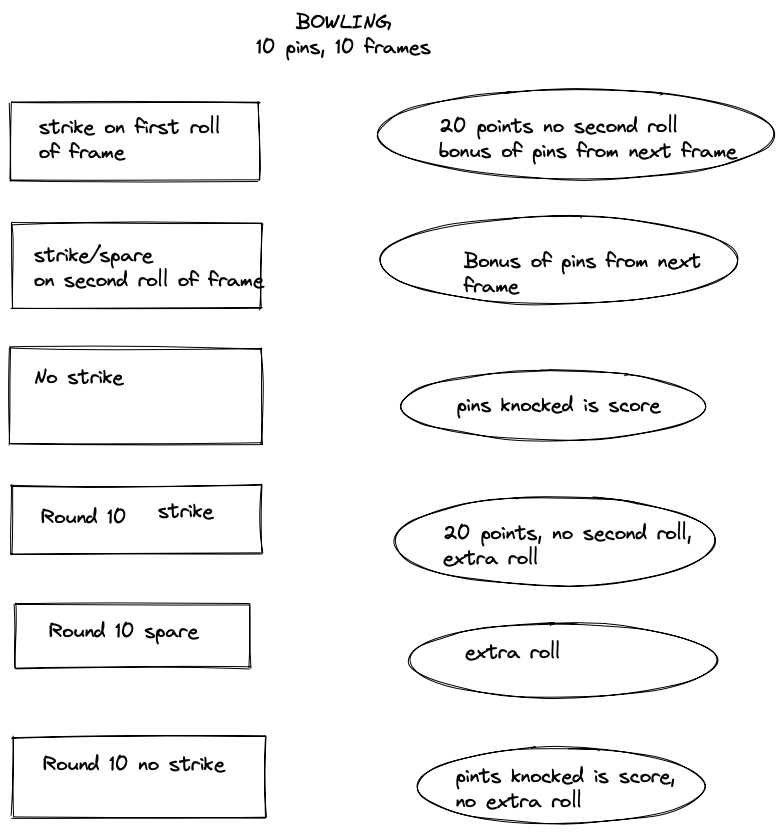 BOWLING
10 pins, 10 frames
strike on first roll
of frame
20 points no second roll
bonus of pins from next frame
strike/spare
on second roll of frame
Bonus of pins from next
frame
No strike
pins knocked is score
Round 10 strike
20 points, no second roll,
extra roll
Round 10 spare
extra roll
Round 10 no strike
pints knocked is score,
no extra roll